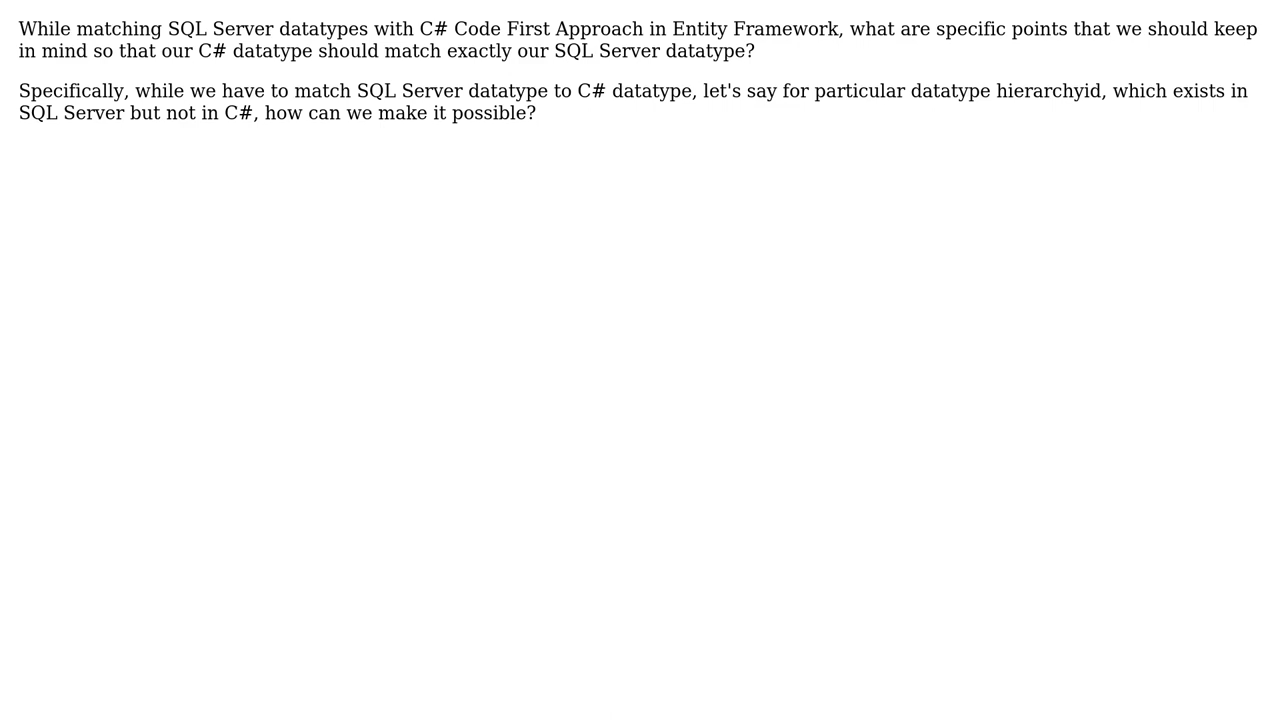 While matching SQL Server datatypes with C# Code First Approach in Entity Framework, what are specific points that we should keep
in mind so that our C# datatype should match exactly our SQL Server datatype?
Specifically, while we have to match SQL Server datatype to C# datatype, let's say for particular datatype hierarchyid, which exists in
SQL Server but not in C#, how can we make it possible?